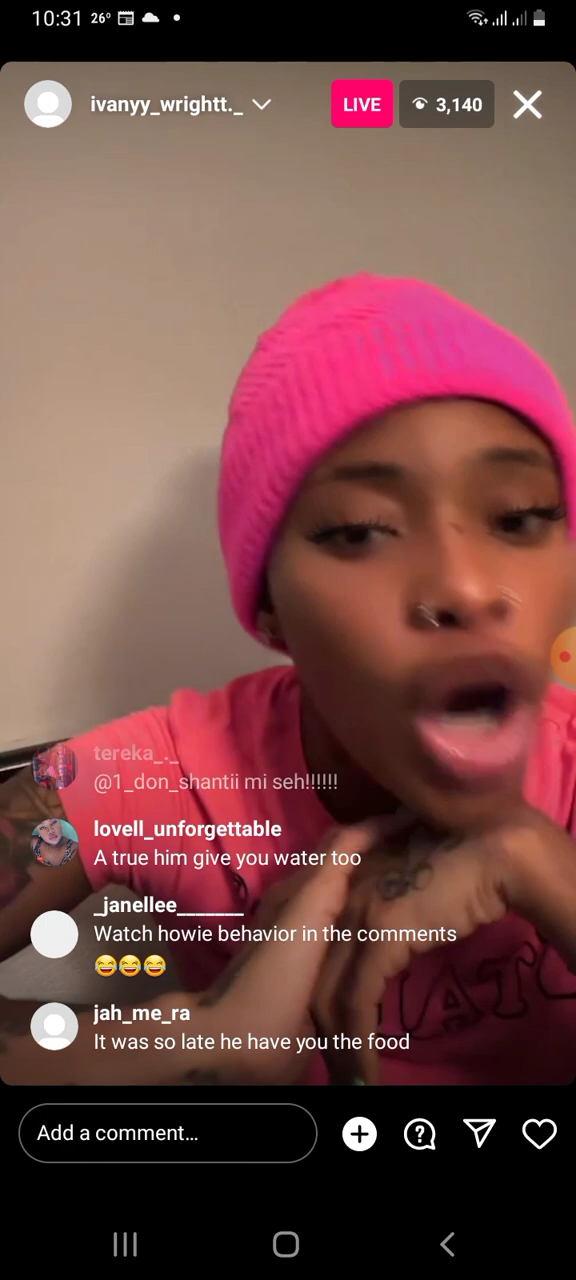 10:31 26°
ivanyy_wrightt._ LIVE 3,140
tereka_._
@1_don_shantii mi seh!!!!!!
lovell_unforgettable
A true him give you water too
_janellee_______
Watch howie behavior in the comments
😂😂😂
jah_me_ra
It was so late he have you the food
Add a comment...